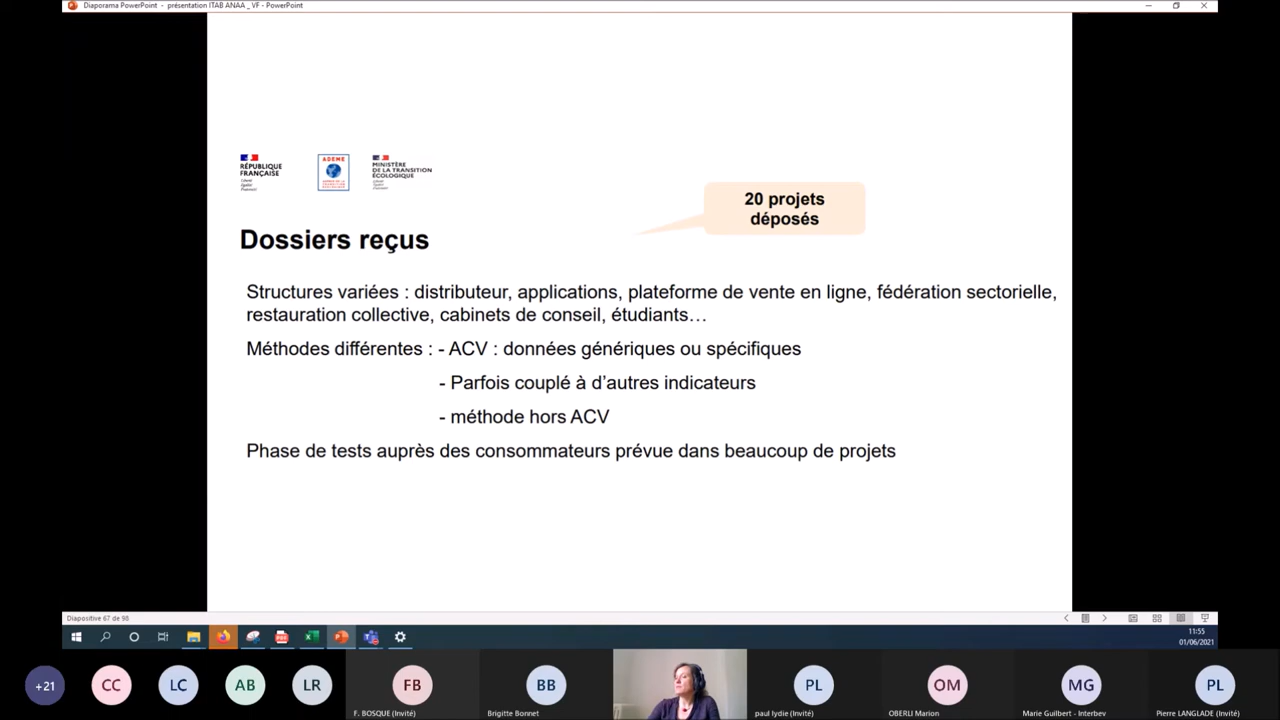 Diaporama PowerPoint - présentation ITAB ANAA _ VF - PowerPoint
RÉPUBLIQUE
FRANÇAISE
Liberté
Égalité
Fraternité
ADEME
MINISTÈRE
DE LA TRANSITION
ÉCOLOGIQUE
20 projets
déposés
Dossiers reçus
Structures variées : distributeur, applications, plateforme de vente en ligne, fédération sectorielle,
restauration collective, cabinets de conseil, étudiants…
Méthodes différentes : - ACV : données génériques ou spécifiques
- Parfois couplé à d’autres indicateurs
- méthode hors ACV
Phase de tests auprès des consommateurs prévue dans beaucoup de projets
Diapositive 67 de 98
11:55
01/06/2021
+21
CC
LC
AB
LR
FB
BB
PL
OM
MG
PL
F. BOSQUE (Invité)
Brigitte Bonnet
paul lydie (Invité)
OBERLI Marion
Marie Guilbert - Interbev
Pierre LANGLADE (Invité)